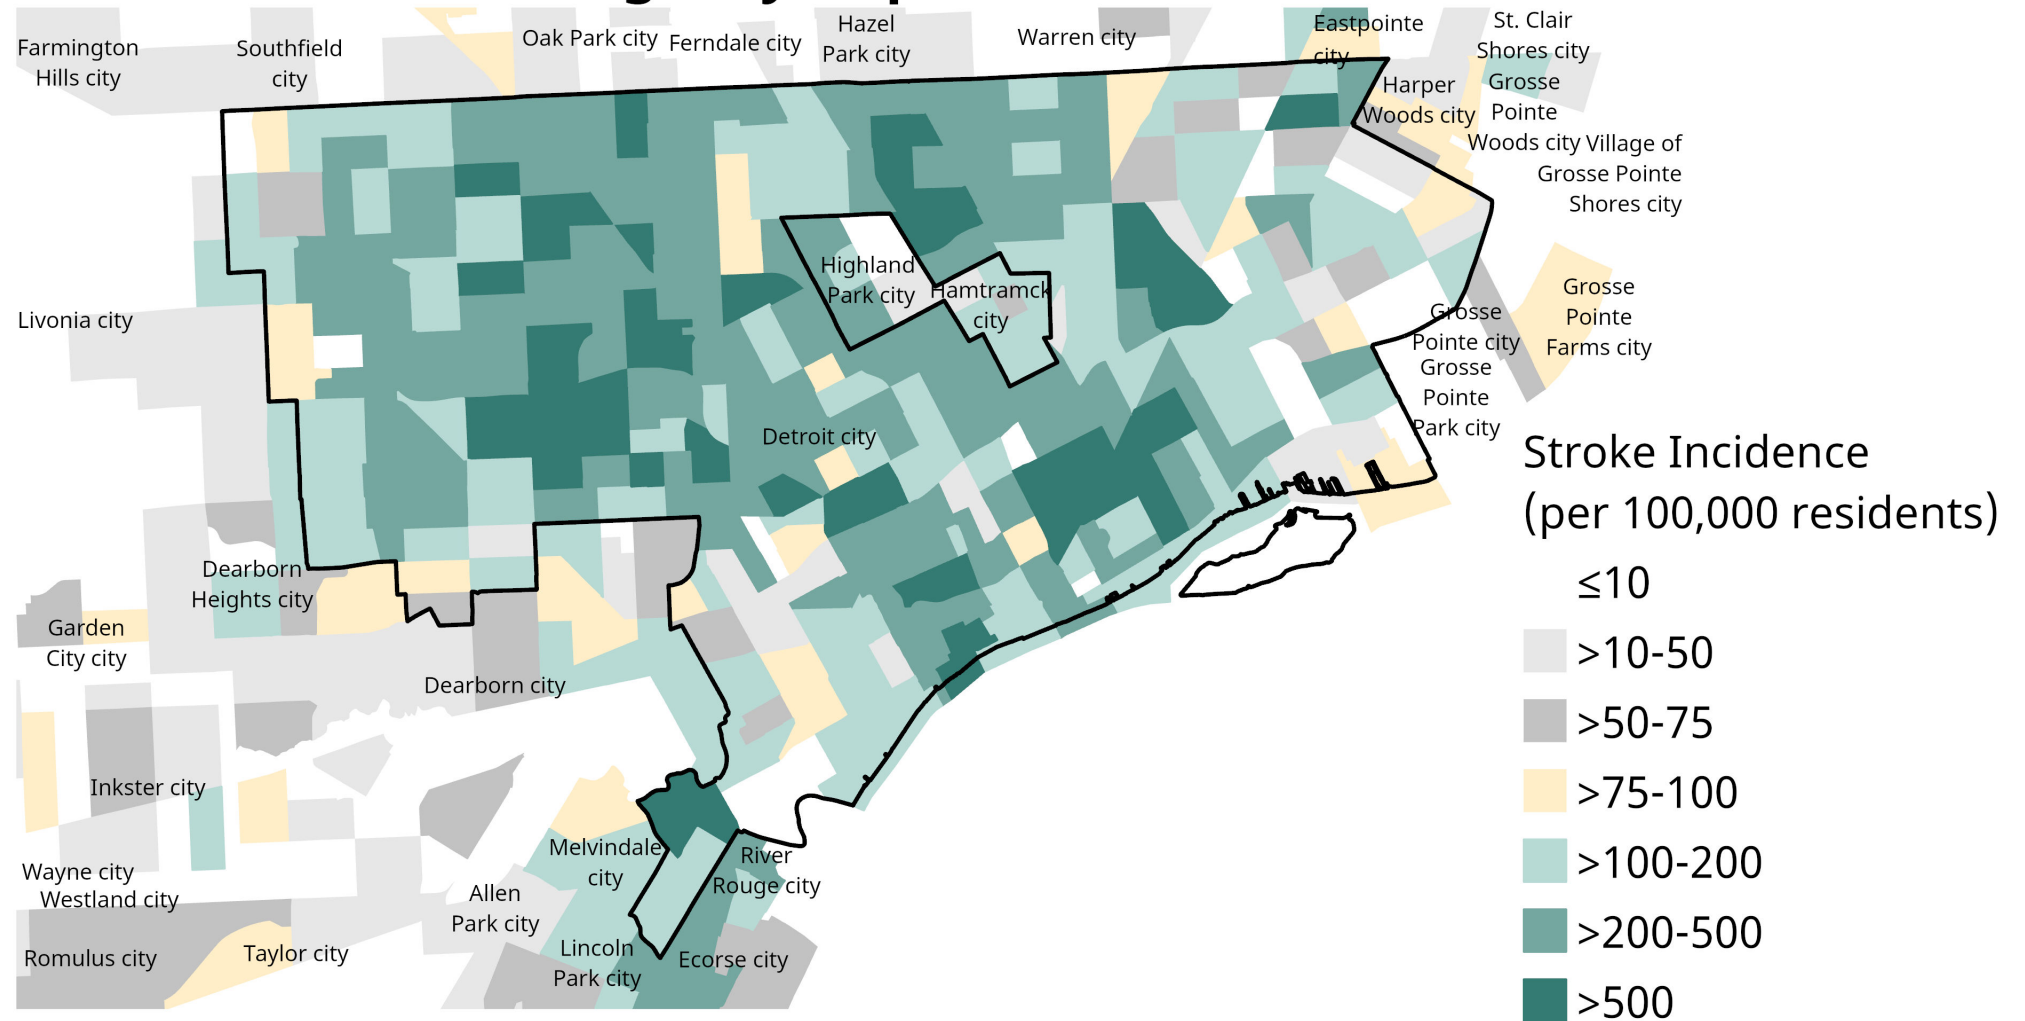 Farmington
Hills city
Southfield
city
Oak Park city
Ferndale city
Hazel
Park city
Warren city
Eastpointe
city
St. Clair
Shores city
Harper
Woods city
Grosse
Pointe
Woods city
Village of
Grosse Pointe
Shores city
Highland
Park city
Hamtramck
city
Livonia city
Grosse
Pointe city
Grosse
Pointe
Farms city
Grosse
Pointe
Park city
Detroit city
Stroke Incidence
(per 100,000 residents)
≤10
>10-50
>50-75
>75-100
>100-200
>200-500
>500
Dearborn
Heights city
Garden
City city
Dearborn city
Inkster city
Wayne city
Westland city
Melvindale
city
River
Rouge city
Allen
Park city
Romulus city
Taylor city
Lincoln
Park city
Ecorse city